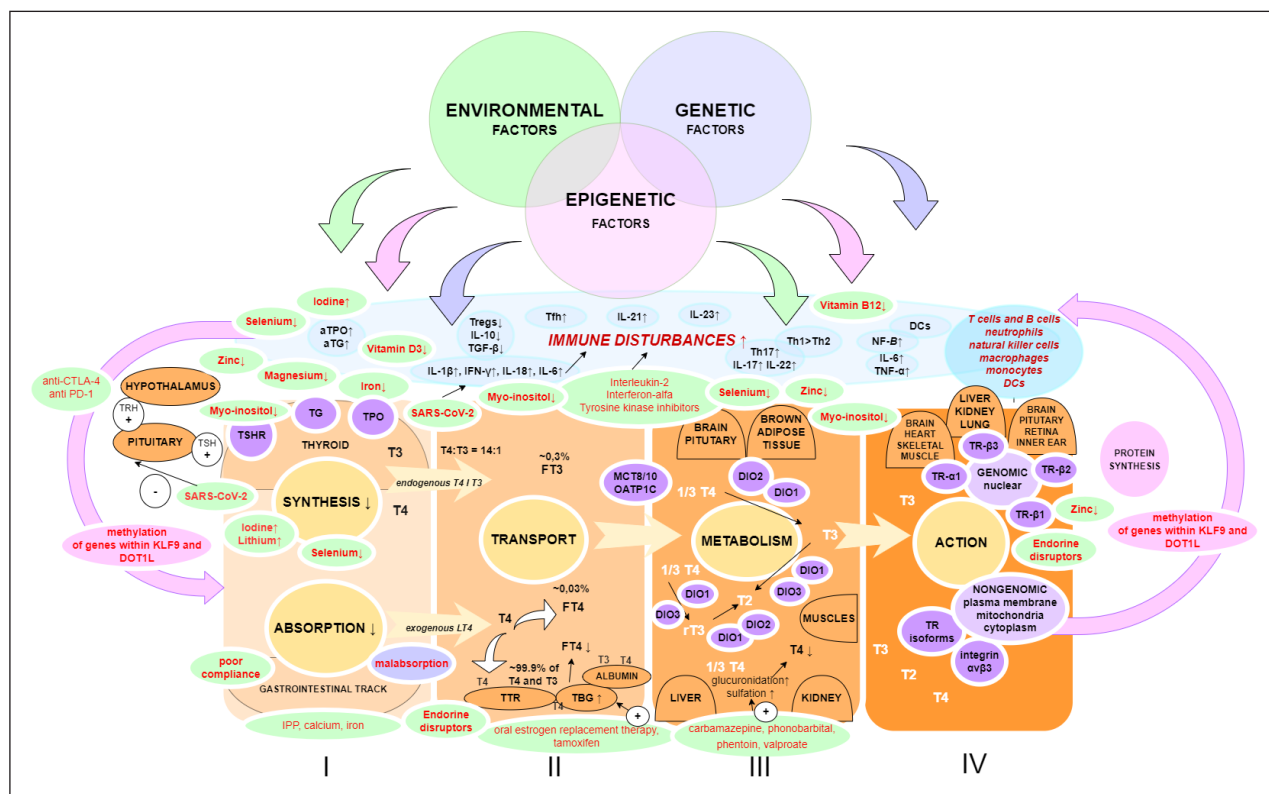 ENVIRONMENTAL
FACTORS
GENETIC
FACTORS
EPIGENETIC
FACTORS
Iodine↑
Selenium↓
aTPO↑
aTG↑
Vitamin D3↓
Zinc↓
Magnesium↓
Iron↓
Myo-inositol↓
Tregs↓
IL-10↓
TGF-β↓
Tfh↑
IL-21↑
IL-23↑
IMMUNE DISTURBANCES ↑
IL-1β↑, IFN-γ↑, IL-18↑, IL-6↑
Th17↑
IL-17↑ IL-22↑
Th1>Th2
Vitamin B12↓
DCs
NF-B↑
IL-6↑
TNF-α↑
T cells and B cells
neutrophils
natural killer cells
macrophages
monocytes
DCs
anti-CTLA-4
anti PD-1
HYPOTHALAMUS
TRH
+
PITUITARY
TSH
+
-
SARS-CoV-2
methylation
of genes within KLF9 and
DOT1L
SARS-CoV-2
Myo-inositol↓
Interleukin-2
Interferon-alfa
Tyrosine kinase inhibitors
Selenium↓
Zinc↓
Myo-inositol↓
TSHR
TG
TPO
THYROID
T3
SYNTHESIS ↓
T4
Iodine↑
Lithium↑
Selenium↓
T4:T3 = 14:1
endogenous T4 I T3
ABSORPTION ↓
exogenous LT4
malabsorption
poor
compliance
GASTROINTESTINAL TRACK
IPP, calcium, iron
~0,3%
FT3
TRANSPORT
~0,03%
FT4
T4
FT4 ↓
~99.9% of
T4 and T3
T3 T4
ALBUMIN
T4
TTR
T4
TBG ↑
+
Endocrine
disruptors
oral estrogen replacement therapy,
tamoxifen
MCT8/10
OATP1C
BRAIN
PITUTARY
BROWN
ADIPOSE
TISSUE
DIO2
DIO1
1/3 T4
METABOLISM
T3
1/3 T4
DIO1
DIO3
rT3
T2
DIO1
DIO2
DIO1
DIO3
MUSCLES
T4 ↓
1/3 T4
glucuronidation↑
sulfation ↑
LIVER
+
KIDNEY
carbamazepine, phonobarbital,
phentoin, valproate
BRAIN
HEART
SKELETAL
MUSCLE
LIVER
KIDNEY
LUNG
BRAIN
PITUITARY
RETINA
INNER EAR
TR-β3
TR-α1
GENOMIC
nuclear
TR-β2
TR-β1
Zinc↓
T3
ACTION
Endocrine
disruptors
NONGENOMIC
plasma membrane
mitochondria
cytoplasm
TR
isoforms
integrin
αvβ3
T3
T2
T4
PROTEIN
SYNTHESIS
methylation
of genes within KLF9 and
DOT1L
I
II
III
IV